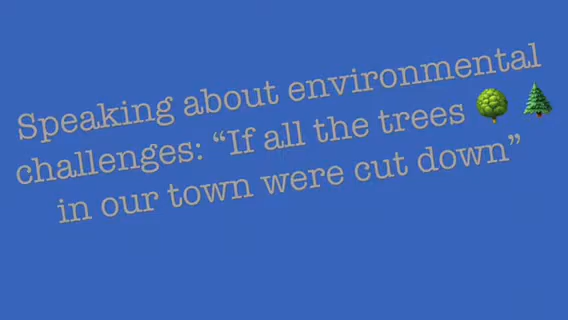 Speaking about environmental
challenges: “If all the trees 🌳 🌲
in our town were cut down”